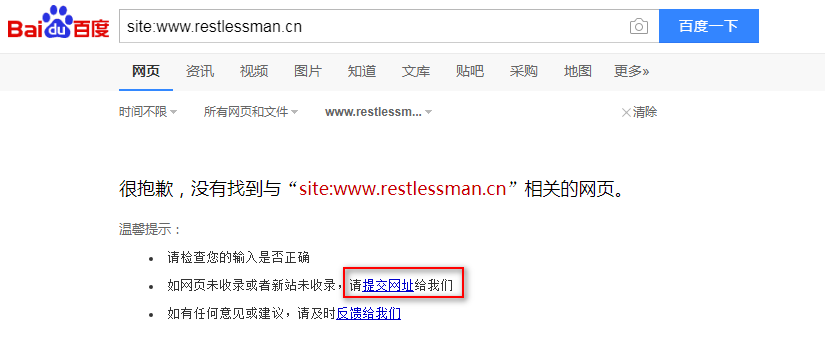 Bai du 百度 site:www.restlessman.cn 百度一下
网页 资讯 视频 图片 知道 文库 贴吧 采购 地图 更多»
时间不限 所有网页和文件 www.restlessm... 清除
很抱歉，没有找到与“site:www.restlessman.cn”相关的网页。
温馨提示：
请检查您的输入是否正确
如网页未收录或者新站未收录，请提交网址给我们
如有任何意见或建议，请及时反馈给我们